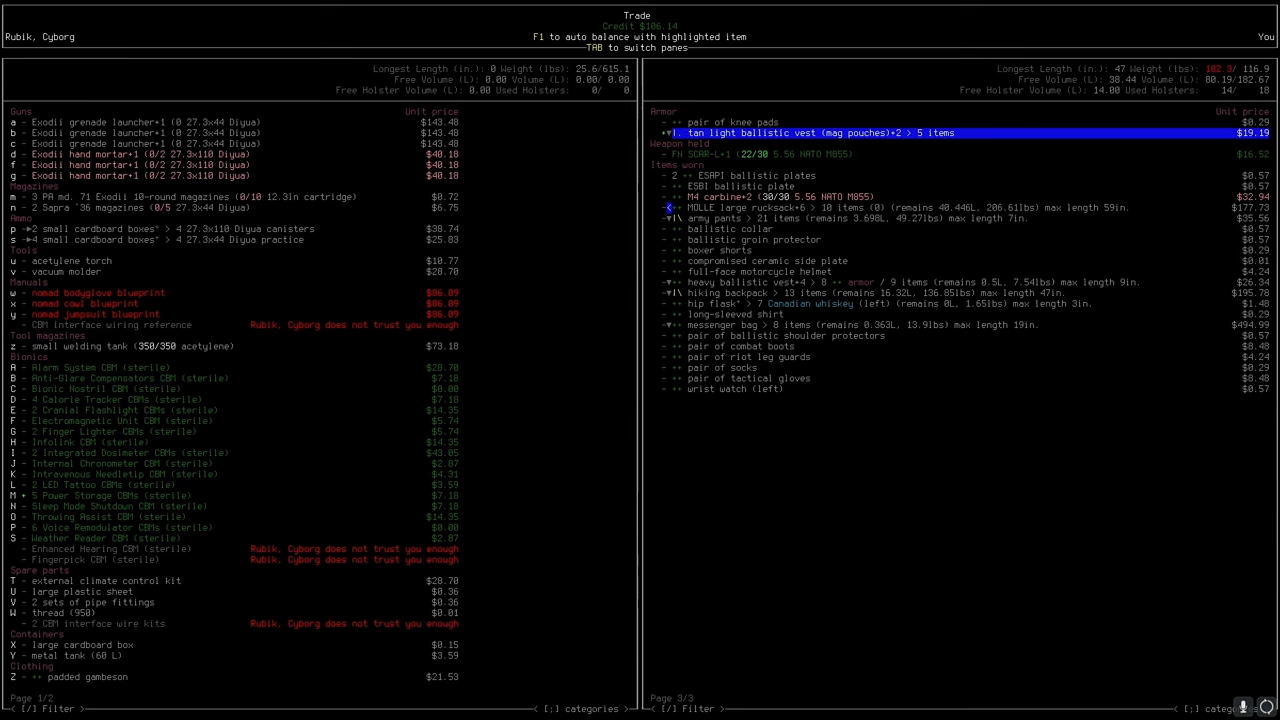 Trade
Credit $106.14
Rubik, Cyborg
F1 to auto balance with highlighted item
You
TAB to switch panes
Longest Length (in.): 0 Weight (lbs): 25.6/615.1
Free Volume (L): 0.00 Volume (L): 0.00/ 0.00
Free Holster Volume (L): 0.00 Used Holsters: 0/ 0
Guns Unit price
a - Exodii grenade launcher+1 (0 27.3x44 Diyua) $143.48
b - Exodii grenade launcher+1 (0 27.3x44 Diyua) $143.48
c - Exodii grenade launcher+1 (0 27.3x44 Diyua) $143.48
d - Exodii hand mortar+1 (0/2 27.3x110 Diyua) $40.18
f - Exodii hand mortar+1 (0/2 27.3x110 Diyua) $40.18
g - Exodii hand mortar+1 (0/2 27.3x110 Diyua) $40.18
Magazines
m - 3 PA md. 71 Exodii 10-round magazines (0/10 12.3ln cartridge) $0.72
n - 2 Sapra '36 magazines (0/5 27.3x44 Diyua) $6.75
Ammo
p -▶2 small cardboard boxes* > 4 27.3x110 Diyua canisters $38.74
s -▶4 small cardboard boxes* > 4 27.3x44 Diyua practice $25.83
Tools
u - acetylene torch $10.77
v - vacuum molder $28.70
Manuals
w - nomad bodyglove blueprint $86.09
x - nomad cowl blueprint $86.09
y - nomad jumpsuit blueprint $86.09
- CBM Interface wiring reference Rubik, Cyborg does not trust you enough
Tool magazines
z - small welding tank (350/350 acetylene) $73.18
Bionics
A - Alarm System CBM (sterile) $28.70
B - Anti-Glare Compensators CBM (sterile) $7.18
C - Bionic Nostril CBM (sterile) $0.00
D - 4 Calorie Tracker CBMs (sterile) $7.18
E - 2 Cranial Flashlight CBMs (sterile) $14.35
F - Electromagnetic Unit CBM (sterile) $5.74
G - 2 Finger Lighter CBMs (sterile) $5.74
H - Infolink CBM (sterile) $14.35
I - 2 Integrated Dosimeter CBMs (sterile) $43.05
J - Internal Chronometer CBM (sterile) $2.87
K - Intravenous Needletip CBM (sterile) $4.31
L - 2 LED Tattoo CBMs (sterile) $3.59
M + 5 Power Storage CBMs (sterile) $7.18
N - Sleep Mode Shutdown CBM (sterile) $7.18
O - Throwing Assist CBM (sterile) $14.35
P - 6 Voice Remodulator CBMs (sterile) $0.00
S - Weather Reader CBM (sterile) $2.87
- Enhanced Hearing CBM (sterile) Rubik, Cyborg does not trust you enough
- Fingerpick CBM (sterile) Rubik, Cyborg does not trust you enough
Spare parts
T - external climate control kit $28.70
U - large plastic sheet $0.36
V - 2 sets of pipe fittings $0.36
W - thread (950) $0.01
- 2 CBM interface wire kits Rubik, Cyborg does not trust you enough
Containers
X - large cardboard box $0.15
Y - metal tank (60 L) $3.59
Clothing
Z - ++ padded gambeson $21.53
Page 1/2
< [/] Filter > < [;] categories >
Longest Length (in.): 47 Weight (lbs): 102.3/ 116.9
Free Volume (L): 38.44 Volume (L): 80.19/182.67
Free Holster Volume (L): 14.00 Used Holsters: 14/ 18
Armor Unit price
- ++ pair of knee pads $0.29
+▼|. tan light ballistic vest (mag pouches)+2 > 5 items $19.19
Weapon held
- FN SCAR-L+1 (22/30 5.56 NATO M855) $16.52
Items worn
- 2 ++ ESAPI ballistic plates $0.57
- ++ ESBI ballistic plate $0.57
- ++ M4 carbine+2 (30/30 5.56 NATO M855) $32.94
-< MOLLE large rucksack+6 > 10 items (0) (remains 40.446L, 206.61lbs) max length 59in. $177.73
-▼|\ army pants > 21 items (remains 3.698L, 49.27lbs) max length 7in. $35.56
- ++ ballistic collar $0.57
- ++ ballistic groin protector $0.57
- ++ boxer shorts $0.29
- ++ compromised ceramic side plate $0.01
- ++ full-face motorcycle helmet $4.24
-▼ heavy ballistic vest+4 > 8 ++ armor / 9 items (remains 0.5L, 7.54lbs) max length 6in. $26.34
-▼|\ hiking backpack > 13 items (remains 16.32L, 136.85lbs) max length 47in. $195.78
- ++ hip flask* > 7 Canadian whiskey (left) (remains 0L, 1.65lbs) max length 3in. $1.48
- ++ long-sleeved shirt $0.29
-▼ messenger bag > 8 items (remains 0.363L, 13.9lbs) max length 19in. $494.99
- ++ pair of ballistic shoulder protectors $0.57
- ++ pair of combat boots $8.48
- ++ pair of riot leg guards $4.24
- ++ pair of socks $0.29
- ++ pair of tactical gloves $8.48
- ++ wrist watch (left) $0.57
Page 3/3
< [/] Filter > < [;] categ